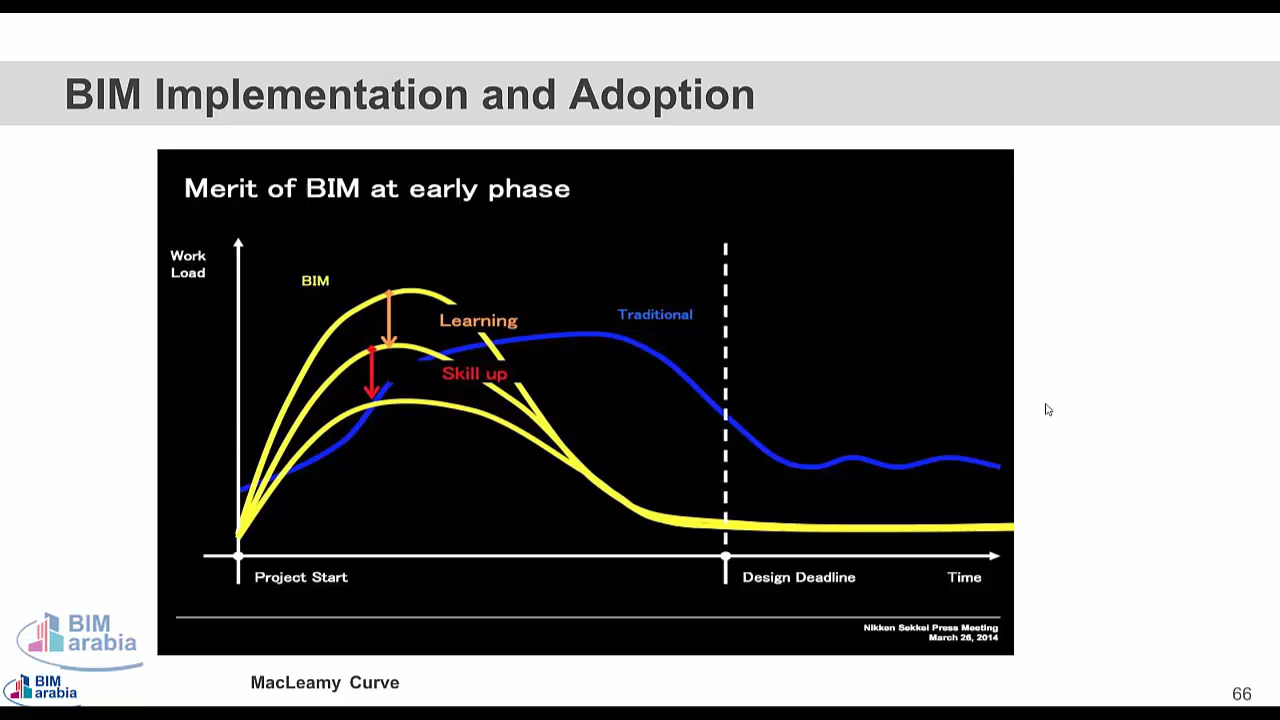 BIM Implementation and Adoption
Merit of BIM at early phase
Work
Load
BIM
Learning
Traditional
Skill up
Project Start
Design Deadline
Time
Nikken Sekkei Press Meeting
March 26, 2014
BIM
arabia
BIM
arabia
MacLeamy Curve
66